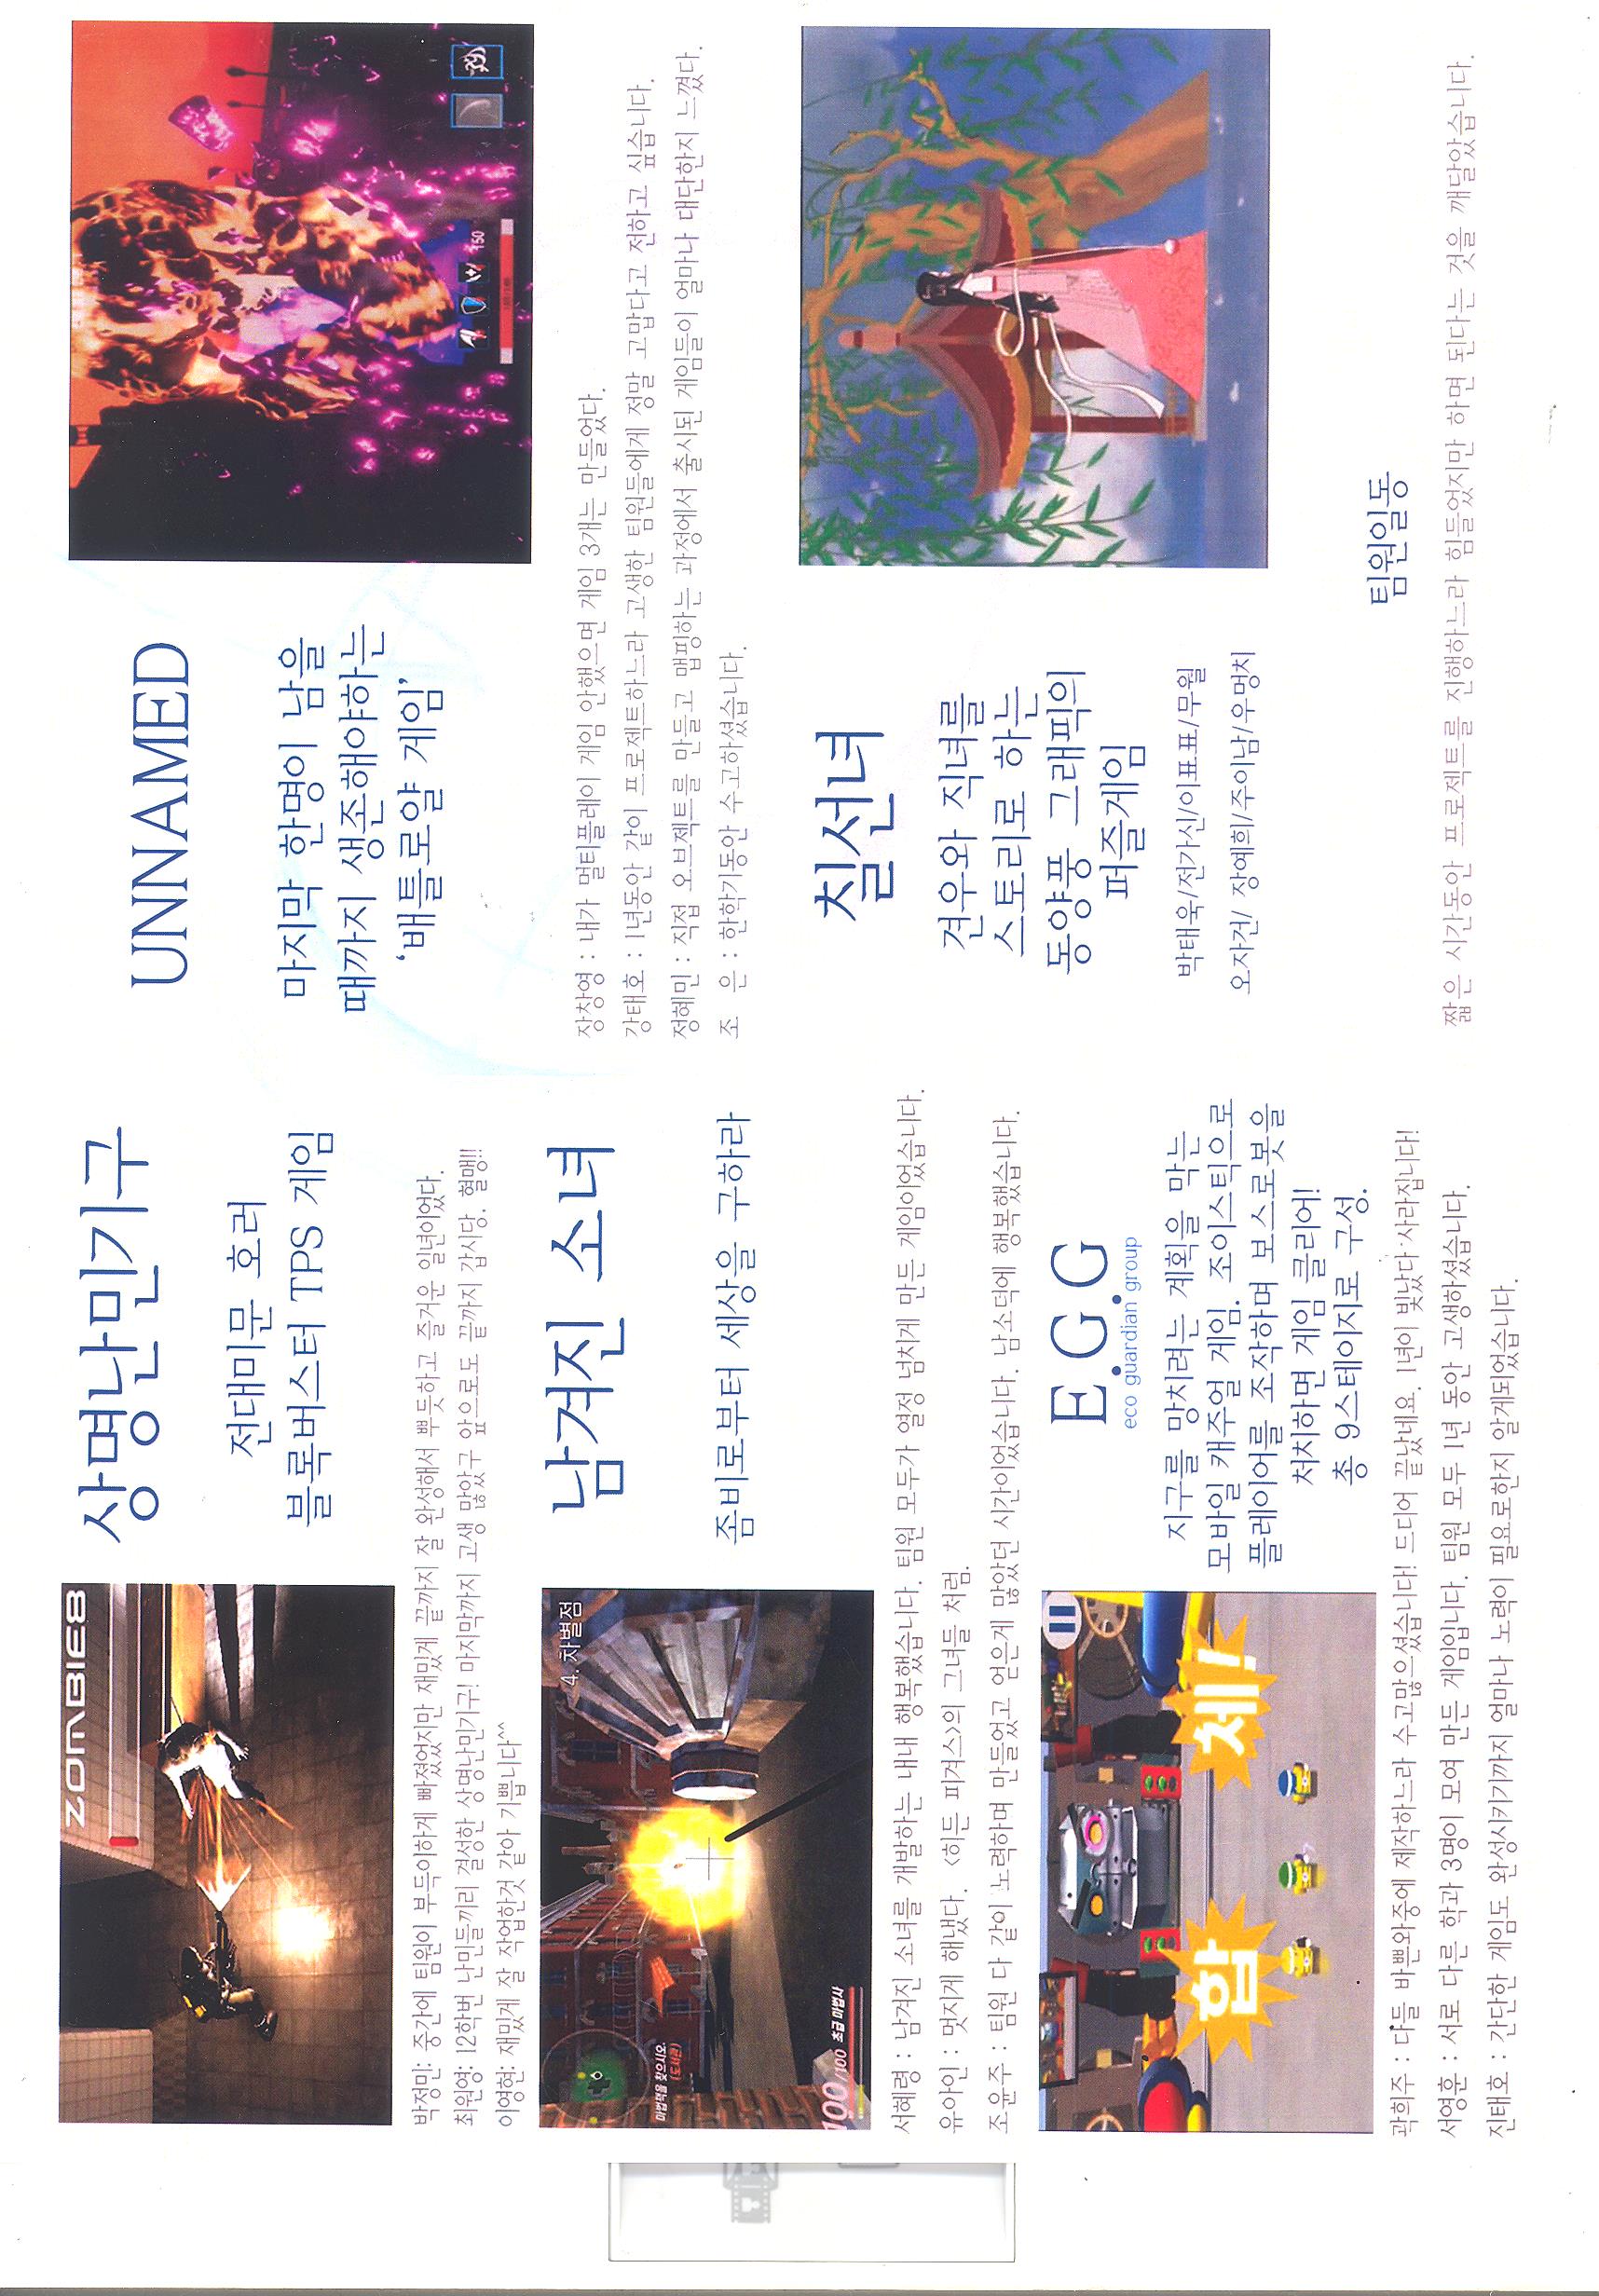 ZOMBIE8
상명난민기구
전대미문 호러
블록버스터 TPS 게임
박정민: 중간에 팀원이 부득이하게 빠졌었지만 재밌게 끝까지 잘 완성해서 뿌듯하고 즐거운 일년이었다.
최원영: 12학번 난민들끼리 결성한 상명난민기구! 마지막까지 고생 많았구 앞으로도 끝까지 갑시당. 혈맹!!
이영현: 재밌게 잘 작업한것 같아 기쁩니다^^
4. 차별점
마법책을 찾으시오.
(도서관)
100/100 초급 마법사
남겨진 소녀
좀비로부터 세상을 구하라
서혜령 : 남겨진 소녀를 개발하는 내내 행복했습니다. 팀원 모두가 열정 넘치게 만든 게임이었습니다.
유아인 : 멋지게 해냈다. <히든 피겨스>의 그녀들 처럼.
조윤주 : 팀원 다 같이 노력하며 만들었고 얻은게 많았던 시간이었습니다. 남소덕에 행복했습니다.
합 체!
E.G.G
eco guardian group
지구를 망치려는 계획을 막는
모바일 캐주얼 게임. 조이스틱으로
플레이어를 조작하며 보스로봇을
처치하면 게임 클리어!
총 9스테이지로 구성.
곽희주 : 다들 바쁜와중에 제작하느라 수고많으셨습니다! 드디어 끝났네요. 1년이 빛났다 사라집니다!
서영훈 : 서로 다른 학과 3명이 모여 만든 게임입니다. 팀원 모두 1년 동안 고생하셨습니다.
진태호 : 간단한 게임도 완성시키기까지 얼마나 노력이 필요로한지 알게되었습니다.
UNNAMED
마지막 한명이 남을
때까지 생존해야하는
‘배틀로얄 게임’
150
장창영 : 내가 멀티플레이 게임 안했으면 게임 3개는 만들었다.
강태호 : 1년동안 같이 프로젝트하느라 고생한 팀원들에게 정말 고맙다고 전하고 싶습니다.
정혜민 : 직접 오브젝트를 만들고 맵핑하는 과정에서 출시된 게임들이 얼마나 대단한지 느꼈다.
조 은 : 한학기동안 수고하셨습니다.
칠선녀
견우와 직녀를
스토리로 하는
동양풍 그래픽의
퍼즐게임
박태욱/전가신/이표표/무월
오자건/ 장예희/주이남/우멍치
팀원일동
짧은 시간동안 프로젝트를 진행하느라 힘들었지만 하면 된다는 것을 깨달았습니다.